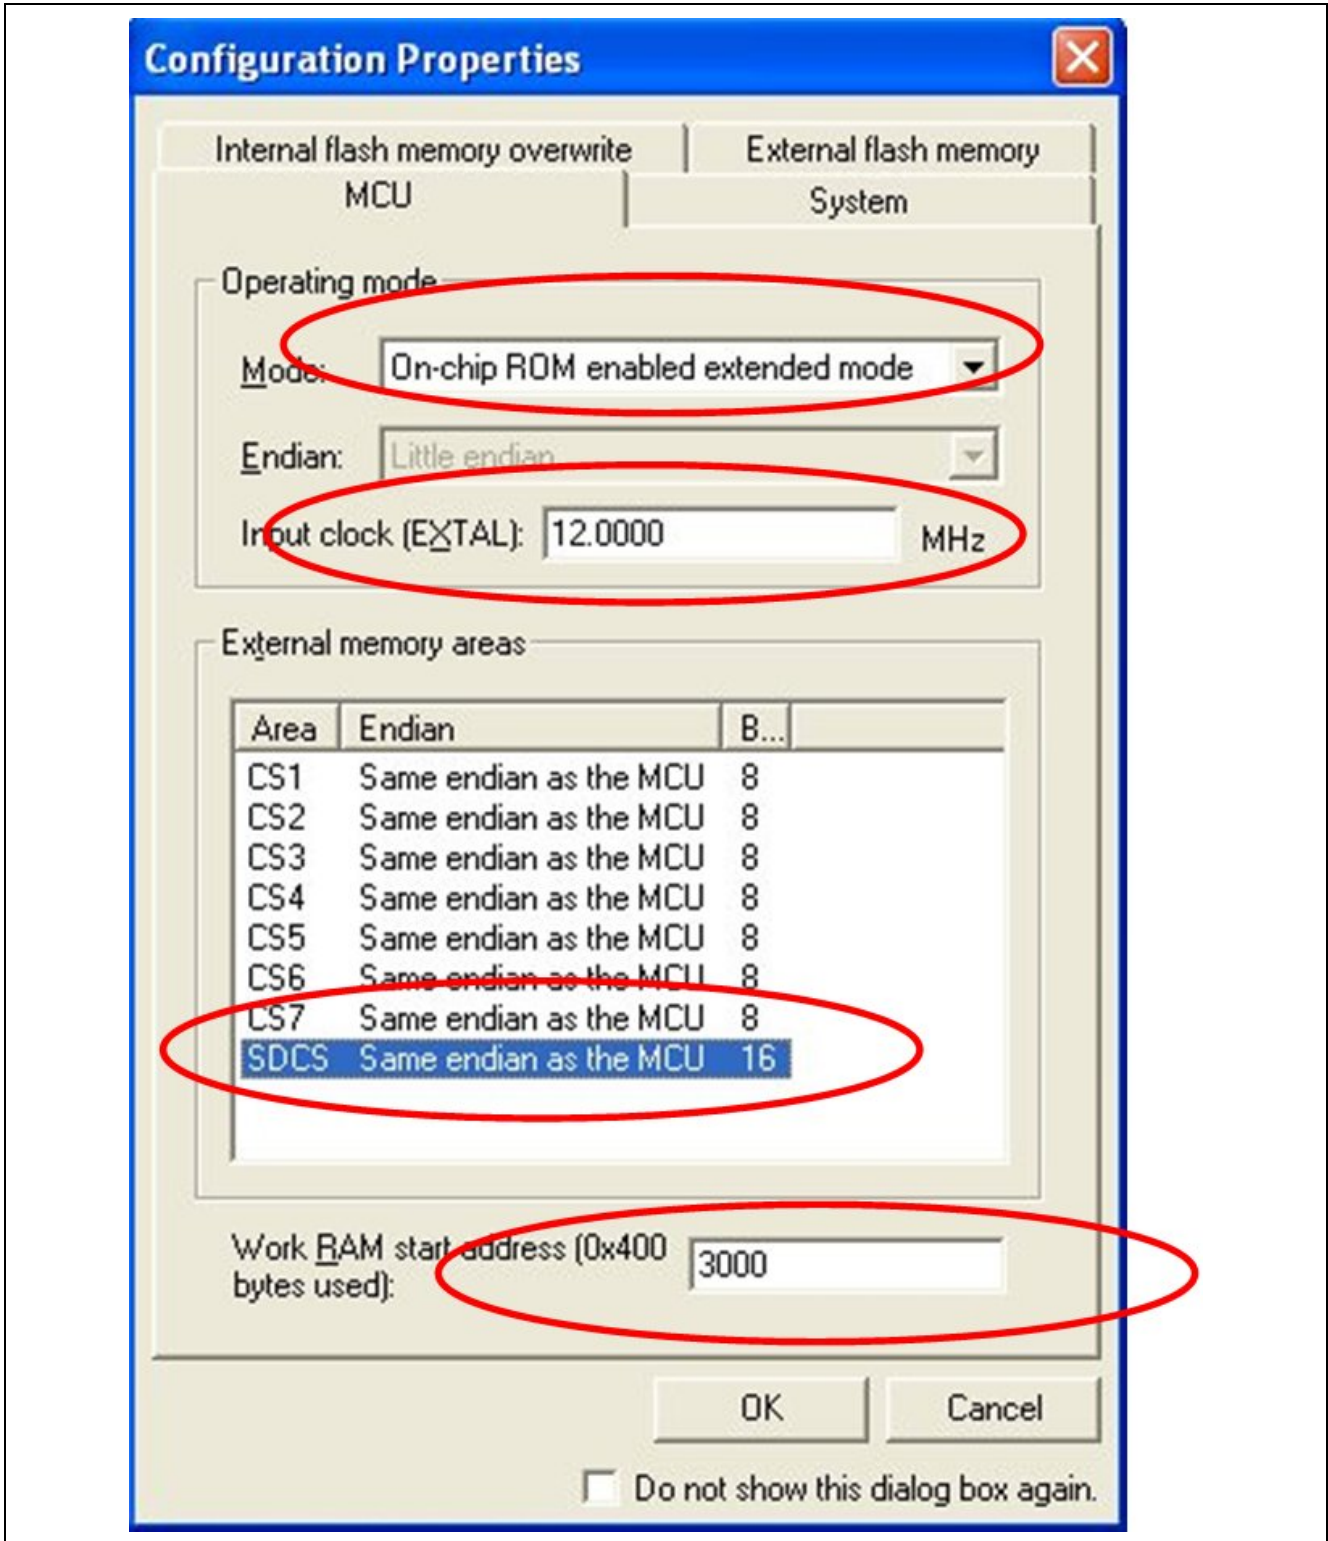 Configuration Properties
Internal flash memory overwrite
External flash memory
MCU
System
Operating mode
Mode:
On-chip ROM enabled extended mode
Endian:
Little endian
Input clock (EXTAL):
12.0000
MHz
External memory areas
Area Endian B...
CS1 Same endian as the MCU 8
CS2 Same endian as the MCU 8
CS3 Same endian as the MCU 8
CS4 Same endian as the MCU 8
CS5 Same endian as the MCU 8
CS6 Same endian as the MCU 8
CS7 Same endian as the MCU 8
SDCS Same endian as the MCU 16
Work RAM start address (0x400
bytes used):
3000
OK
Cancel
Do not show this dialog box again.